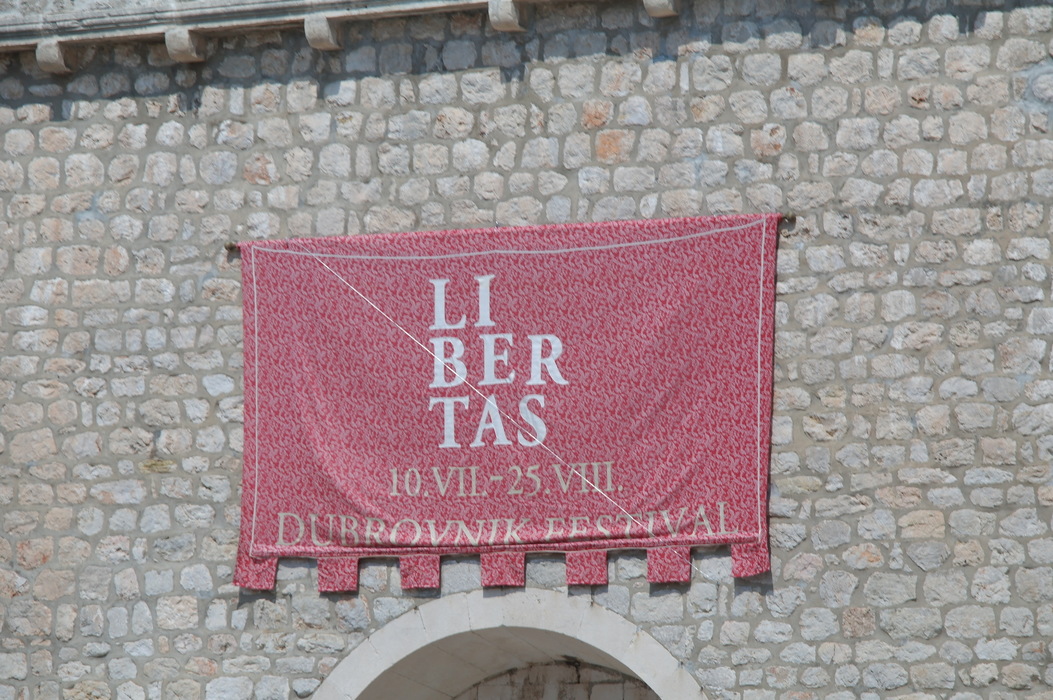 LI
BER
TAS
10.VII.-25.VIII.
DUBROVNIK FESTIVAL